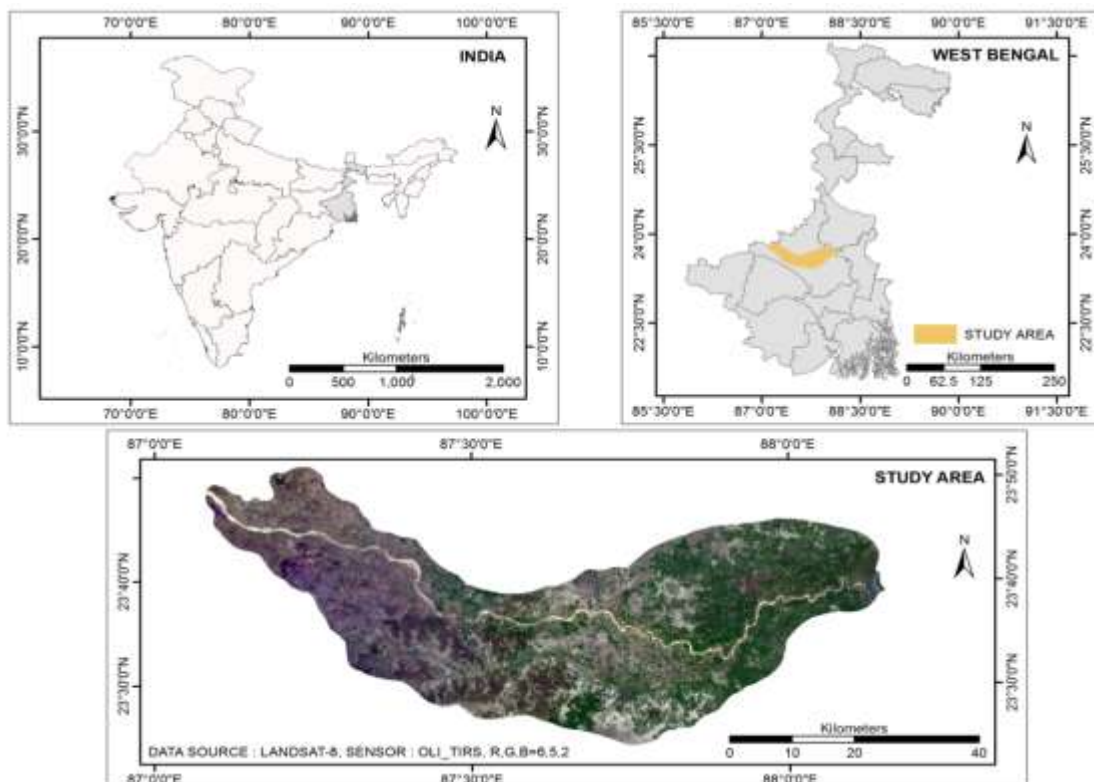 70°0'0"E 80°0'0"E 90°0'0"E 100°0'0"E
INDIA
N
30°0'0"N 30°0'0"N
20°0'0"N 20°0'0"N
10°0'0"N 10°0'0"N
Kilometers
0 500 1,000 2,000
70°0'0"E 80°0'0"E 90°0'0"E 100°0'0"E
85°30'0"E 87°0'0"E 88°30'0"E 90°0'0"E 91°30'0"E
WEST BENGAL
N
25°30'0"N 25°30'0"N
24°0'0"N 24°0'0"N
22°30'0"N 22°30'0"N
STUDY AREA
Kilometers
0 62.5 125 250
85°30'0"E 87°0'0"E 88°30'0"E 90°0'0"E 91°30'0"E
87°0'0"E 87°30'0"E 88°0'0"E
STUDY AREA
23°50'0"N
N
23°40'0"N 23°40'0"N
23°30'0"N 23°30'0"N
Kilometers
DATA SOURCE : LANDSAT-8, SENSOR : OLI_TIRS, R,G,B=6,5,2
0 10 20 40
87°0'0"E 87°30'0"E 88°0'0"E